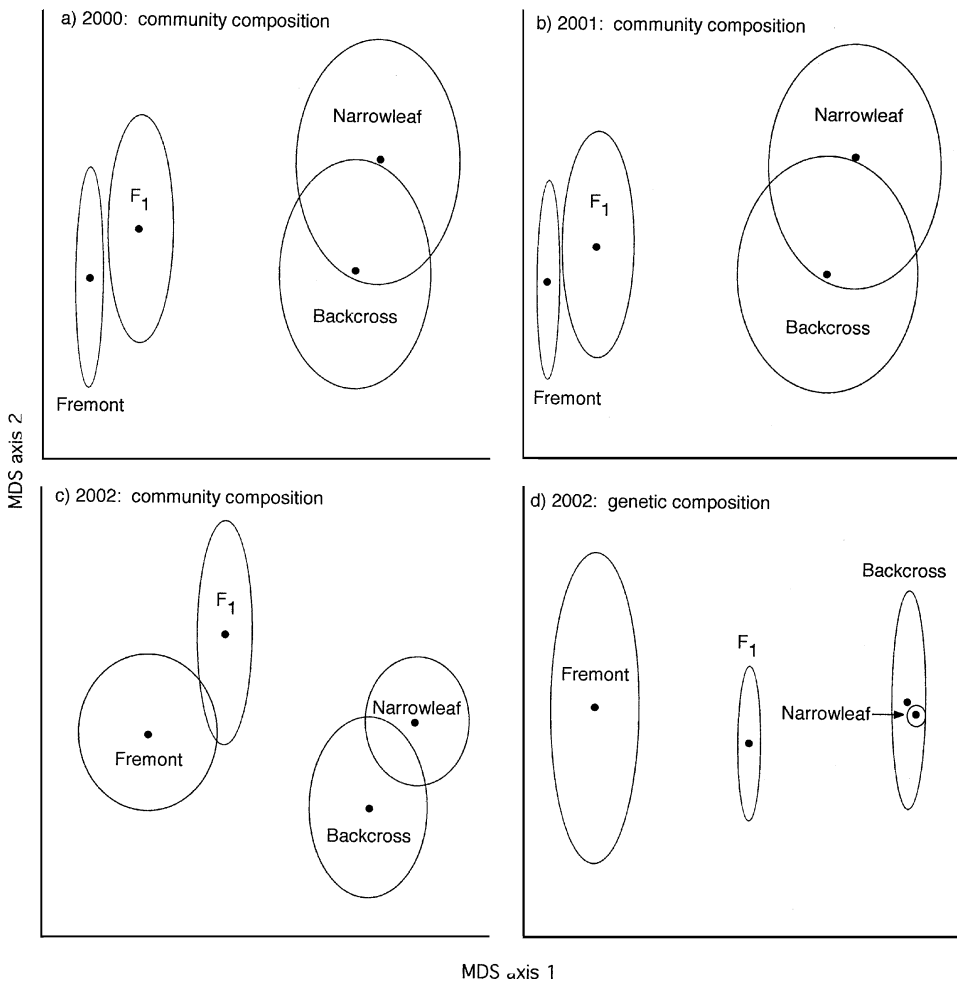 a) 2000: community composition
Narrowleaf
F1
Backcross
Fremont
b) 2001: community composition
Narrowleaf
F1
Backcross
Fremont
MDS axis 2
c) 2002: community composition
F1
Narrowleaf
Fremont
Backcross
d) 2002: genetic composition
Backcross
F1
Fremont
Narrowleaf
MDS axis 1